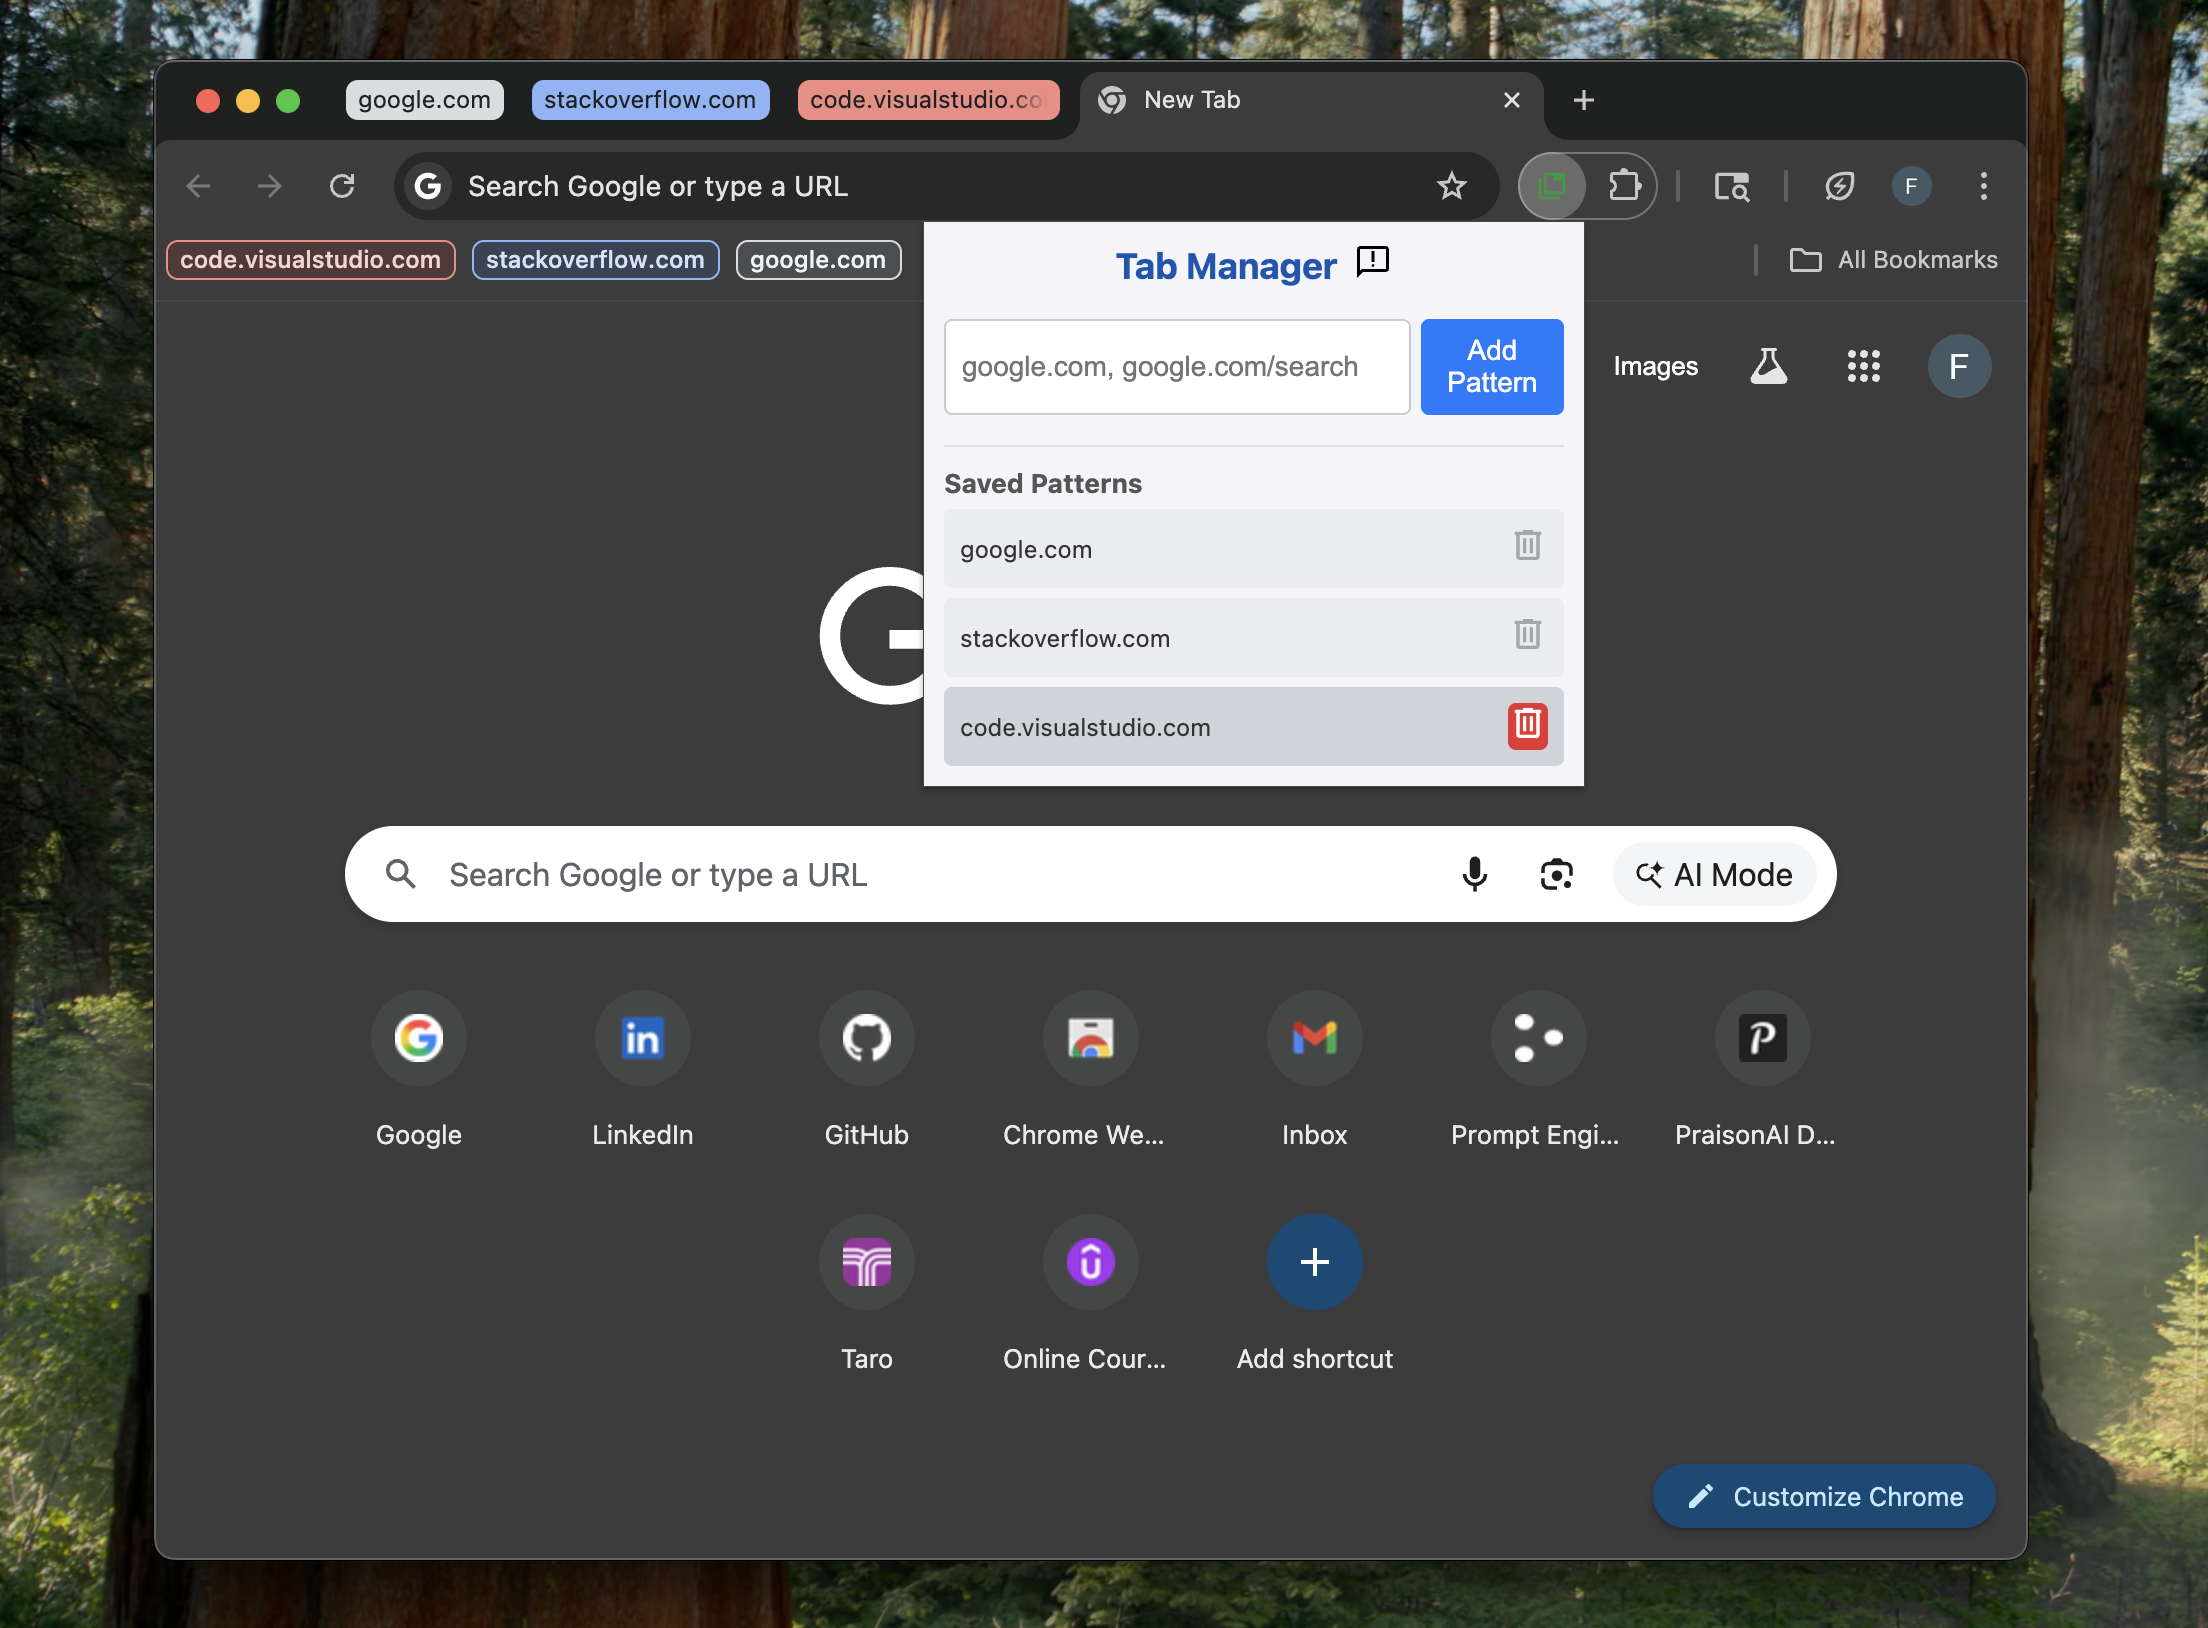 google.com
stackoverflow.com
code.visualstudio.co
New Tab
Search Google or type a URL
F
code.visualstudio.com
stackoverflow.com
google.com
All Bookmarks
Tab Manager
google.com, google.com/search
Add
Pattern
Images
F
Saved Patterns
google.com
stackoverflow.com
code.visualstudio.com
Search Google or type a URL
AI Mode
Google
LinkedIn
GitHub
Chrome We...
Inbox
Prompt Engi...
PraisonAI D...
Taro
Online Cour...
Add shortcut
Customize Chrome